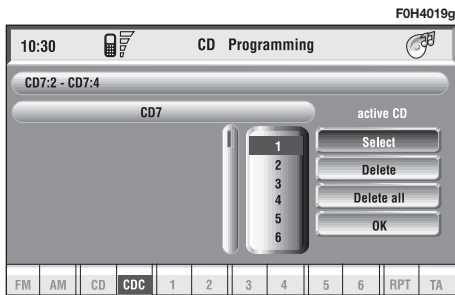 F0H4019g
10:30 CD Programming
CD7:2 - CD7:4
CD7 active CD
1 Select
2 Delete
3
4 Delete all
5 OK
6
FM AM CD CDC 1 2 3 4 5 6 RPT TA